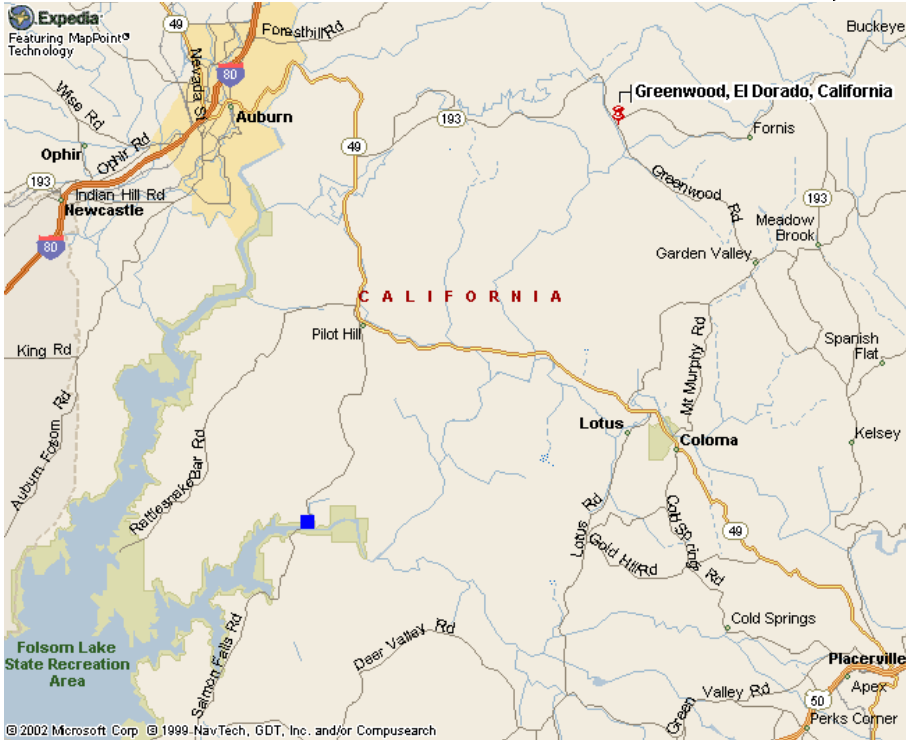 Expedia
Featuring MapPoint®
Technology
49
Foresthill Rd
Buckeye
Nevada St
80
Wise Rd
Auburn
Greenwood, El Dorado, California
193
Fornis
Ophir
Ophir Rd
49
193
Indian Hill Rd
Newcastle
Greenwood Rd
193
Meadow
Brook
80
Garden Valley
CALIFORNIA
Pilot Hill
Mt Murphy Rd
Spanish
Flat
King Rd
Auburn Folsom Rd
Rattlesnake Bar Rd
Lotus
Coloma
Kelsey
Lotus Rd
Cold Spring Rd
49
Gold Hill Rd
Cold Springs
Salmon Falls Rd
Deer Valley Rd
Folsom Lake
State Recreation
Area
Placerville
Apex
Green Valley Rd
50
Perks Corner
© 2002 Microsoft Corp © 1999 NavTech, GDT, Inc. and/or Compusearch